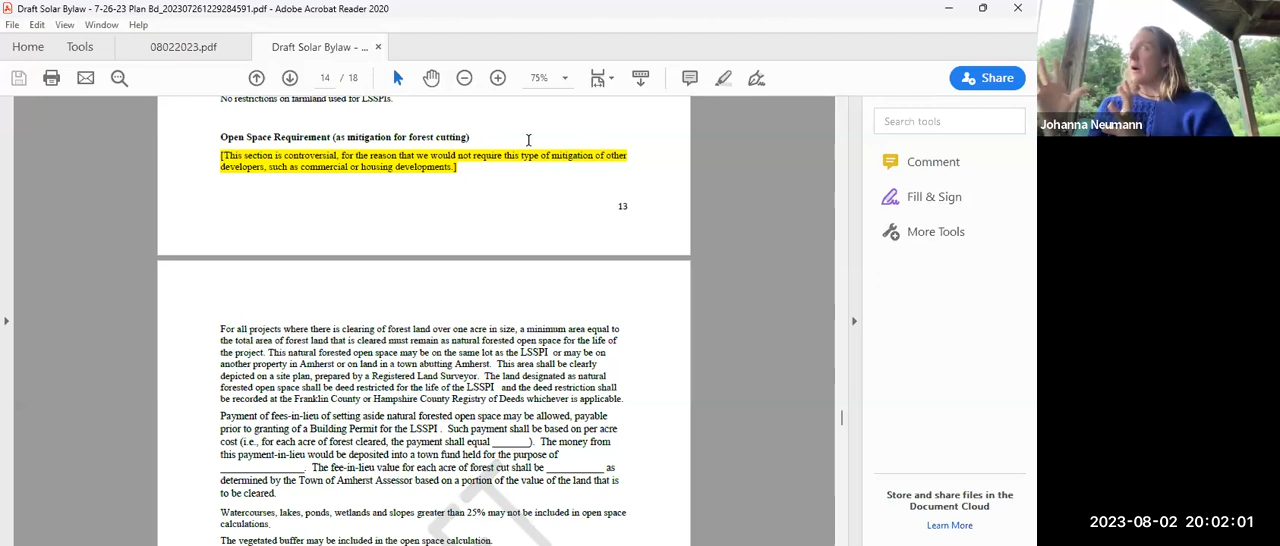 Draft Solar Bylaw - 7-26-23 Plan Bd_202307261229284591.pdf - Adobe Acrobat Reader 2020
File Edit View Window Help
Home Tools 08022023.pdf Draft Solar Bylaw - ... ×
14 / 18 75% Share
No restrictions on farmland used for LSSPIs.
Open Space Requirement (as mitigation for forest cutting)
[This section is controversial, for the reason that we would not require this type of mitigation of other
developers, such as commercial or housing developments.]
13
For all projects where there is clearing of forest land over one acre in size, a minimum area equal to
the total area of forest land that is cleared must remain as natural forested open space for the life of
the project. This natural forested open space may be on the same lot as the LSSPI or may be on
another property in Amherst or on land in a town abutting Amherst. This area shall be clearly
depicted on a site plan, prepared by a Registered Land Surveyor. The land designated as natural
forested open space shall be deed restricted for the life of the LSSPI and the deed restriction shall
be recorded at the Franklin County or Hampshire County Registry of Deeds whichever is applicable.
Payment of fees-in-lieu of setting aside natural forested open space may be allowed, payable
prior to granting of a Building Permit for the LSSPI . Such payment shall be based on per acre
cost (i.e., for each acre of forest cleared, the payment shall equal _______). The money from
this payment-in-lieu would be deposited into a town fund held for the purpose of
________________. The fee-in-lieu value for each acre of forest cut shall be ___________ as
determined by the Town of Amherst Assessor based on a portion of the value of the land that is
to be cleared.
Watercourses, lakes, ponds, wetlands and slopes greater than 25% may not be included in open space
calculations.
The vegetated buffer may be included in the open space calculation.
Search tools
Comment
Fill & Sign
More Tools
Store and share files in the
Document Cloud
Learn More
Johanna Neumann
2023-08-02 20:02:01